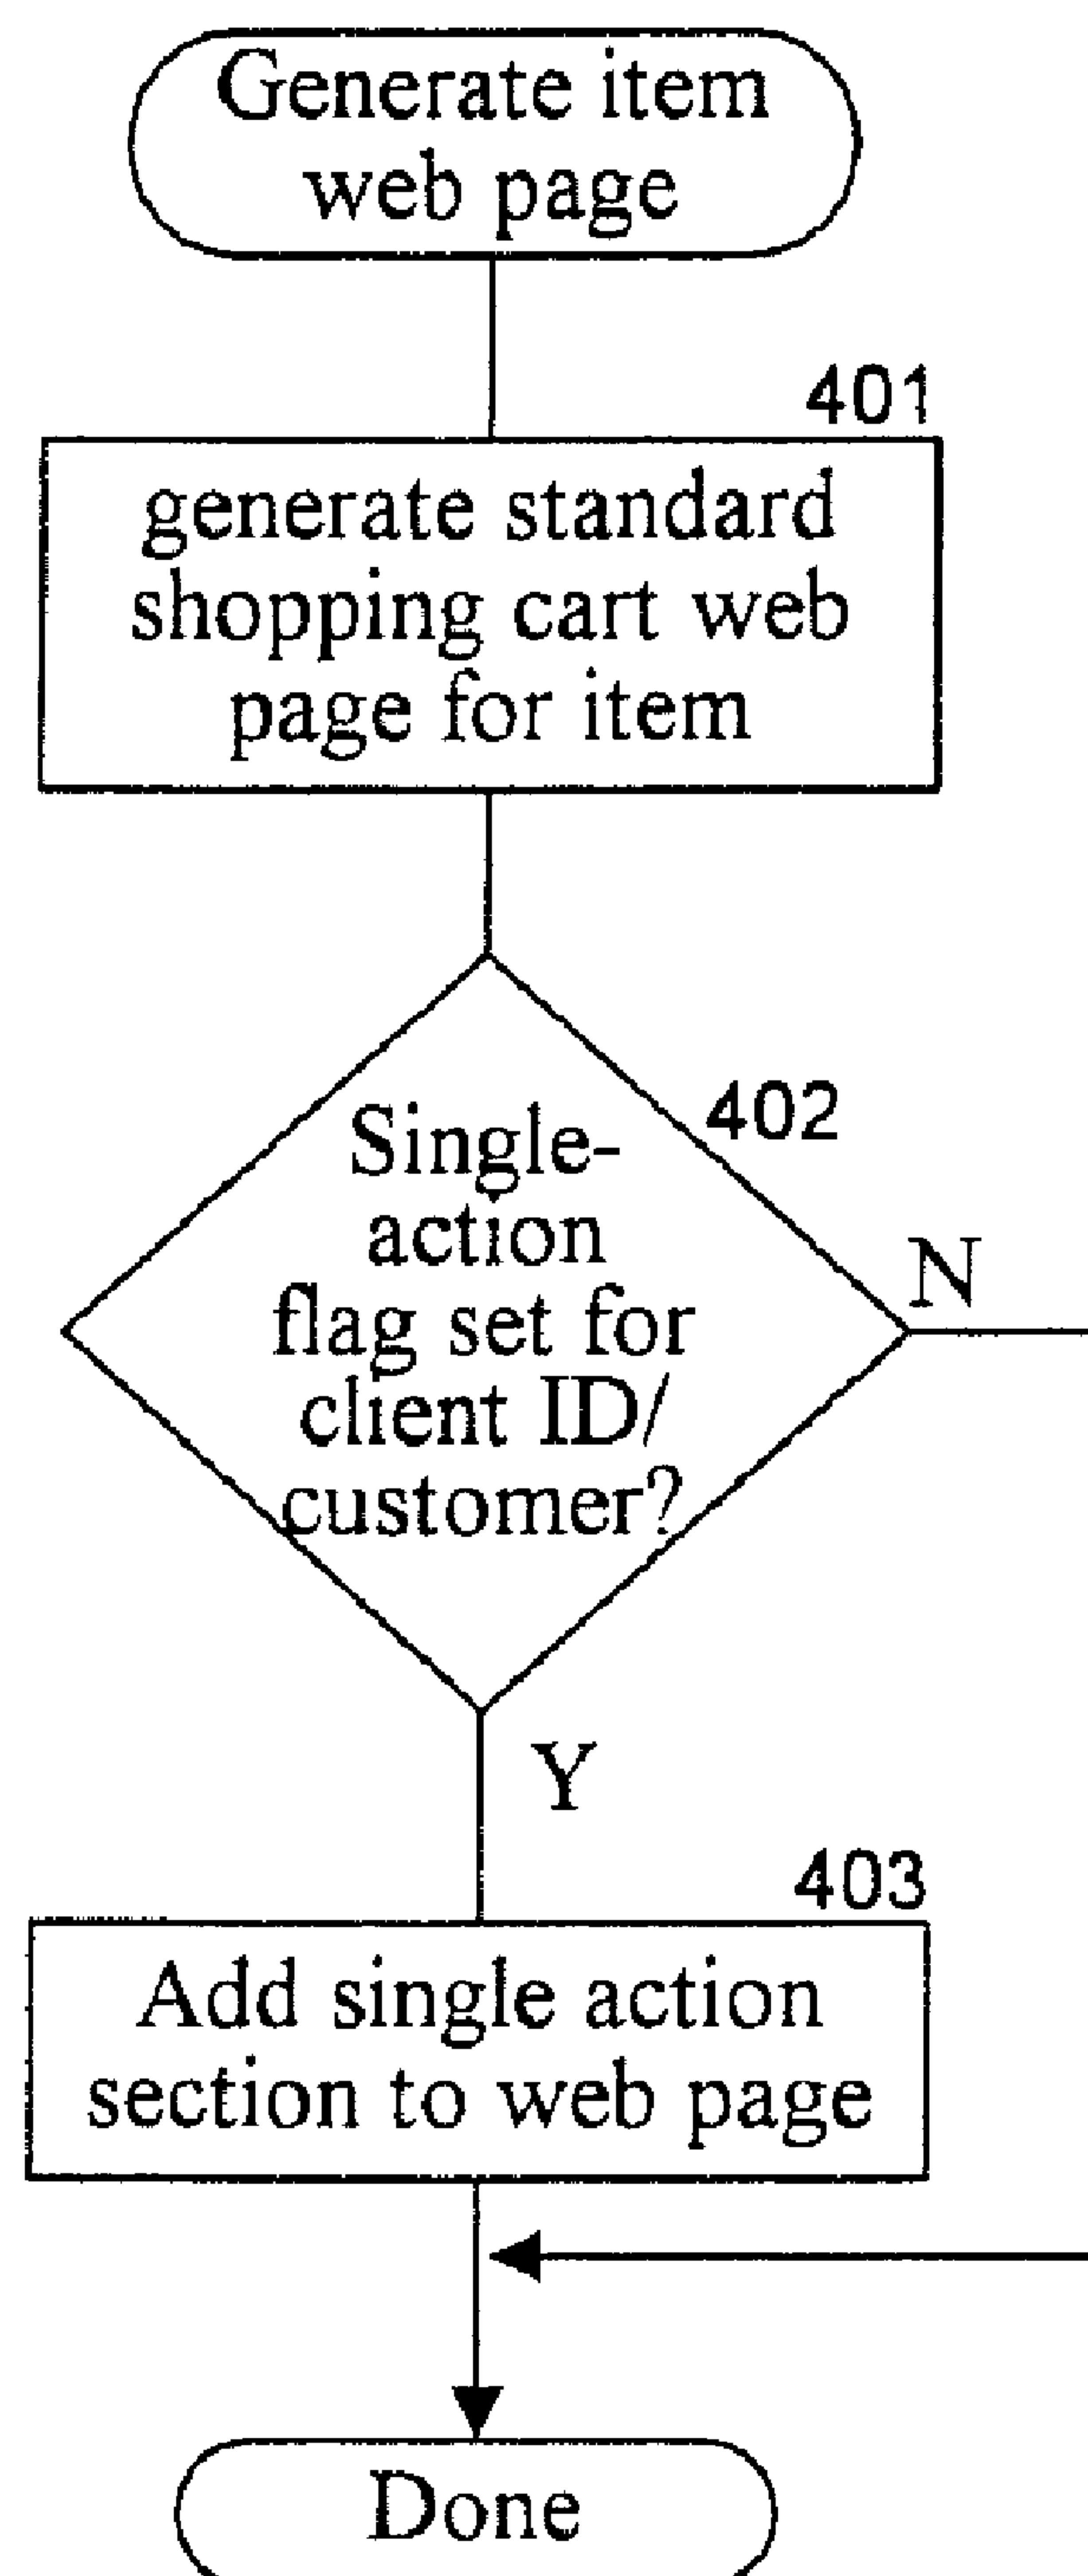 Generate item
web page
401
generate standard
shopping cart web
page for item
402
Single-
action
flag set for
client ID/
customer?
N
Y
403
Add single action
section to web page
Done